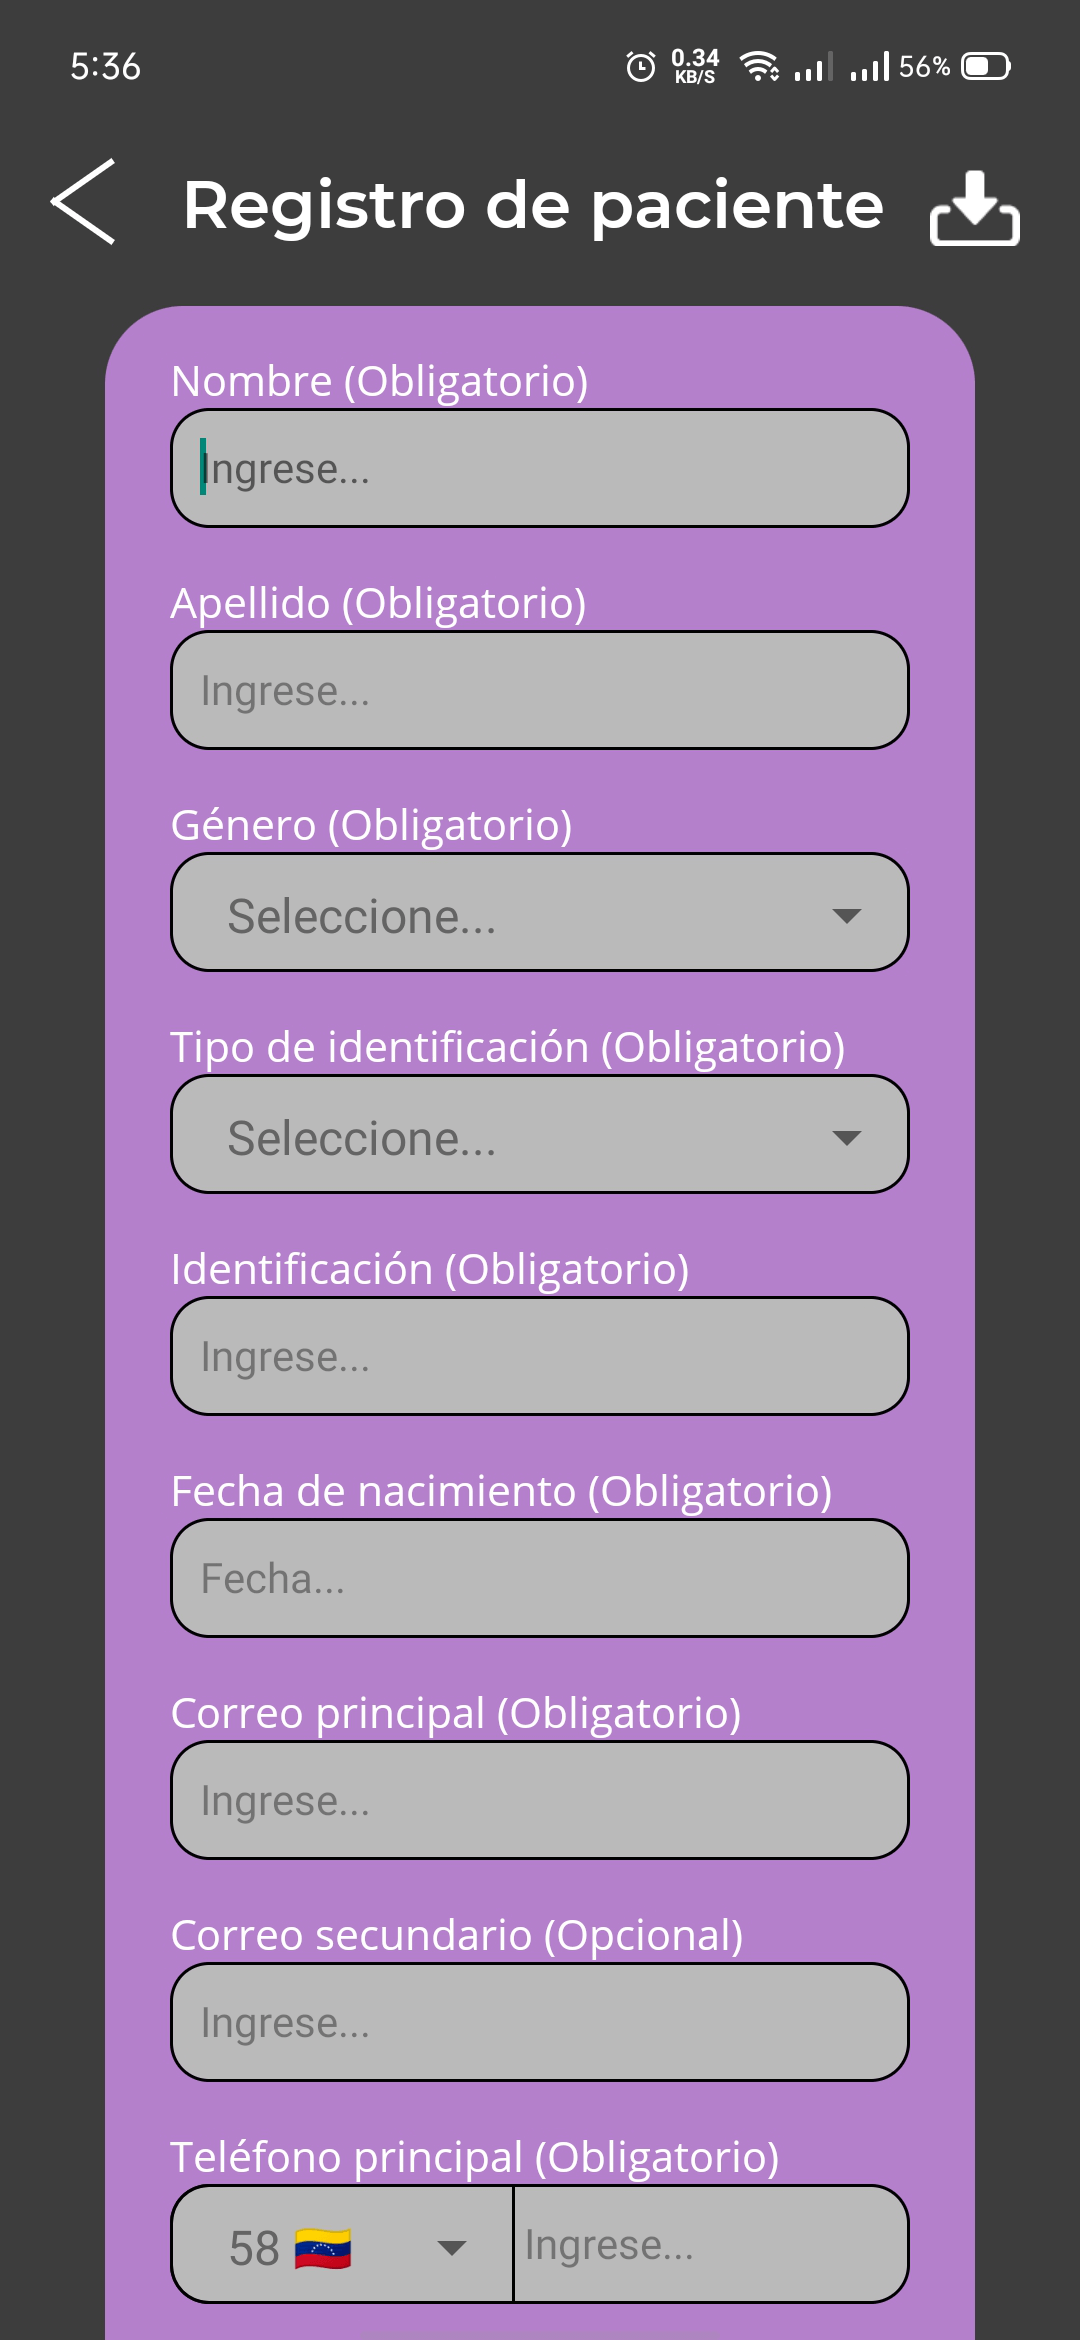 5:36 0.34 KB/S 56%
Registro de paciente
Nombre (Obligatorio)
Ingrese...
Apellido (Obligatorio)
Ingrese...
Género (Obligatorio)
Seleccione...
Tipo de identificación (Obligatorio)
Seleccione...
Identificación (Obligatorio)
Ingrese...
Fecha de nacimiento (Obligatorio)
Fecha...
Correo principal (Obligatorio)
Ingrese...
Correo secundario (Opcional)
Ingrese...
Teléfono principal (Obligatorio)
58 🇻🇪 Ingrese...